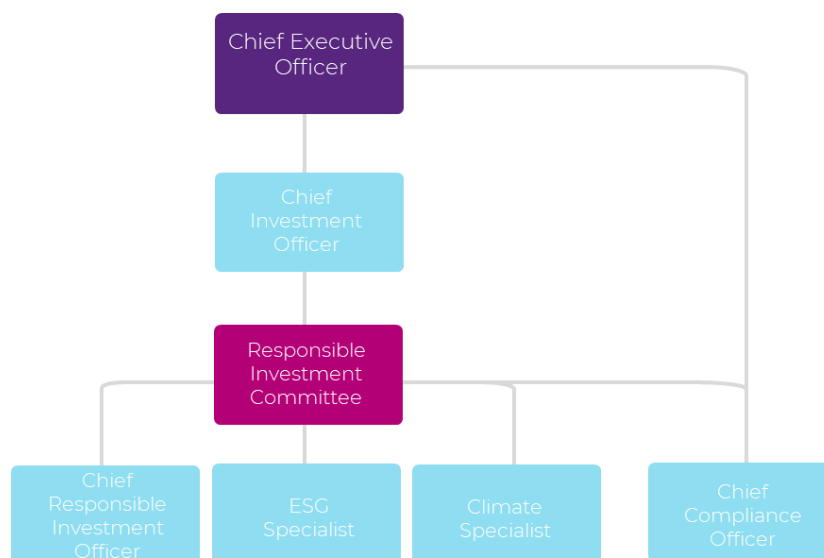 Chief Executive
Officer
Chief
Investment
Officer
Responsible
Investment
Committee
Chief
Responsible
Investment
Officer
ESG
Specialist
Climate
Specialist
Chief
Compliance
Officer